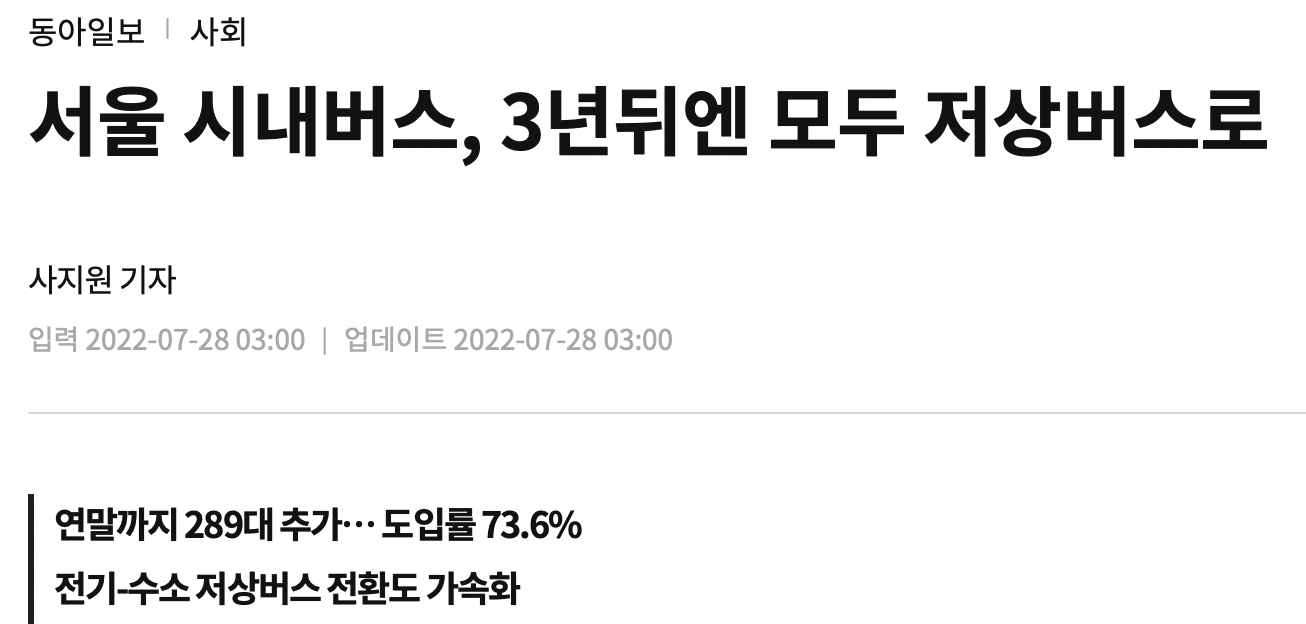 동아일보 | 사회
서울 시내버스, 3년뒤엔 모두 저상버스로
사지원 기자
입력 2022-07-28 03:00 | 업데이트 2022-07-28 03:00
연말까지 289대 추가… 도입률 73.6%
전기-수소 저상버스 전환도 가속화